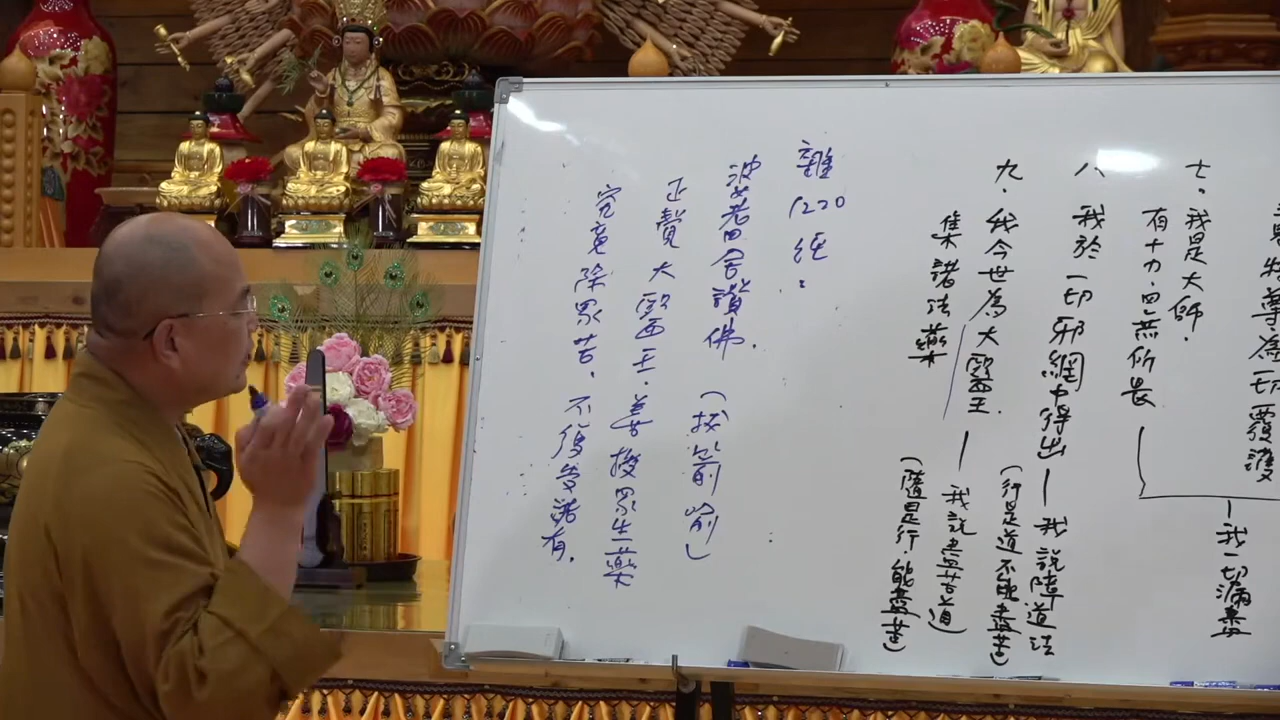 尊為一切覆護
七、我是大師.
有十力.四無所畏
我一切漏盡
八、我於一切邪網中得出—我說障道法
(行是道不能盡苦)
九、我今世為大醫王.—我說盡苦道
集諸法藥
(隨是行.能盡苦)
雜1220經:
婆耆舍讚佛.(拔箭喻)
正覺大醫王.善投眾生藥
究竟除眾苦.不復受諸有.